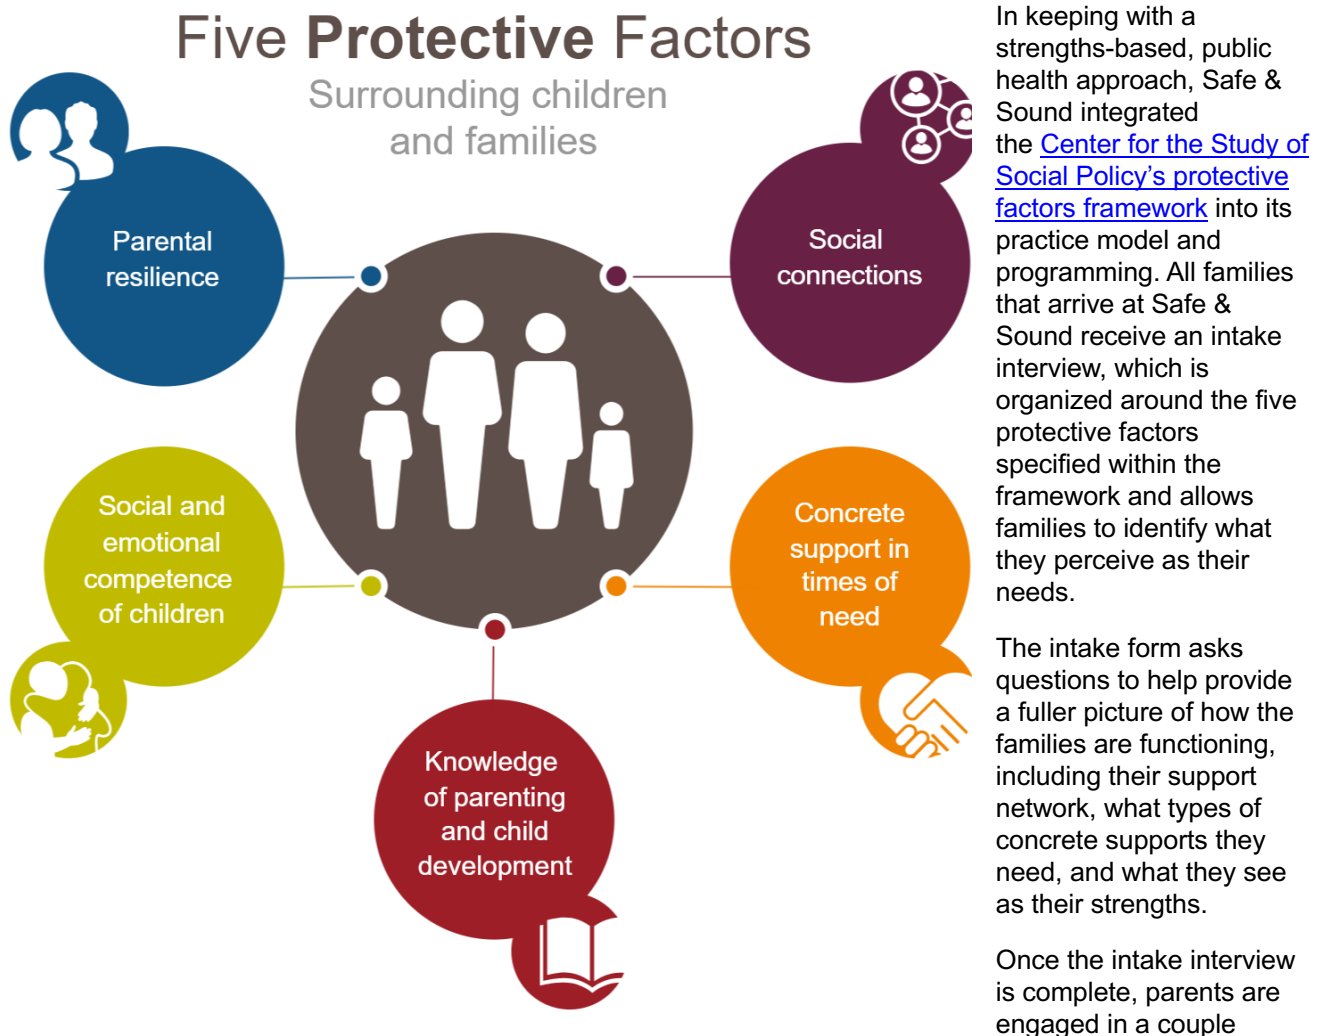 Five Protective Factors
Surrounding children
and families
Parental
resilience
Social
connections
Social and
emotional
competence
of children
Concrete
support in
times of
need
Knowledge
of parenting
and child
development
In keeping with a
strengths-based, public
health approach, Safe &
Sound integrated
the Center for the Study of
Social Policy’s protective
factors framework into its
practice model and
programming. All families
that arrive at Safe &
Sound receive an intake
interview, which is
organized around the five
protective factors
specified within the
framework and allows
families to identify what
they perceive as their
needs.
The intake form asks
questions to help provide
a fuller picture of how the
families are functioning,
including their support
network, what types of
concrete supports they
need, and what they see
as their strengths.
Once the intake interview
is complete, parents are
engaged in a couple